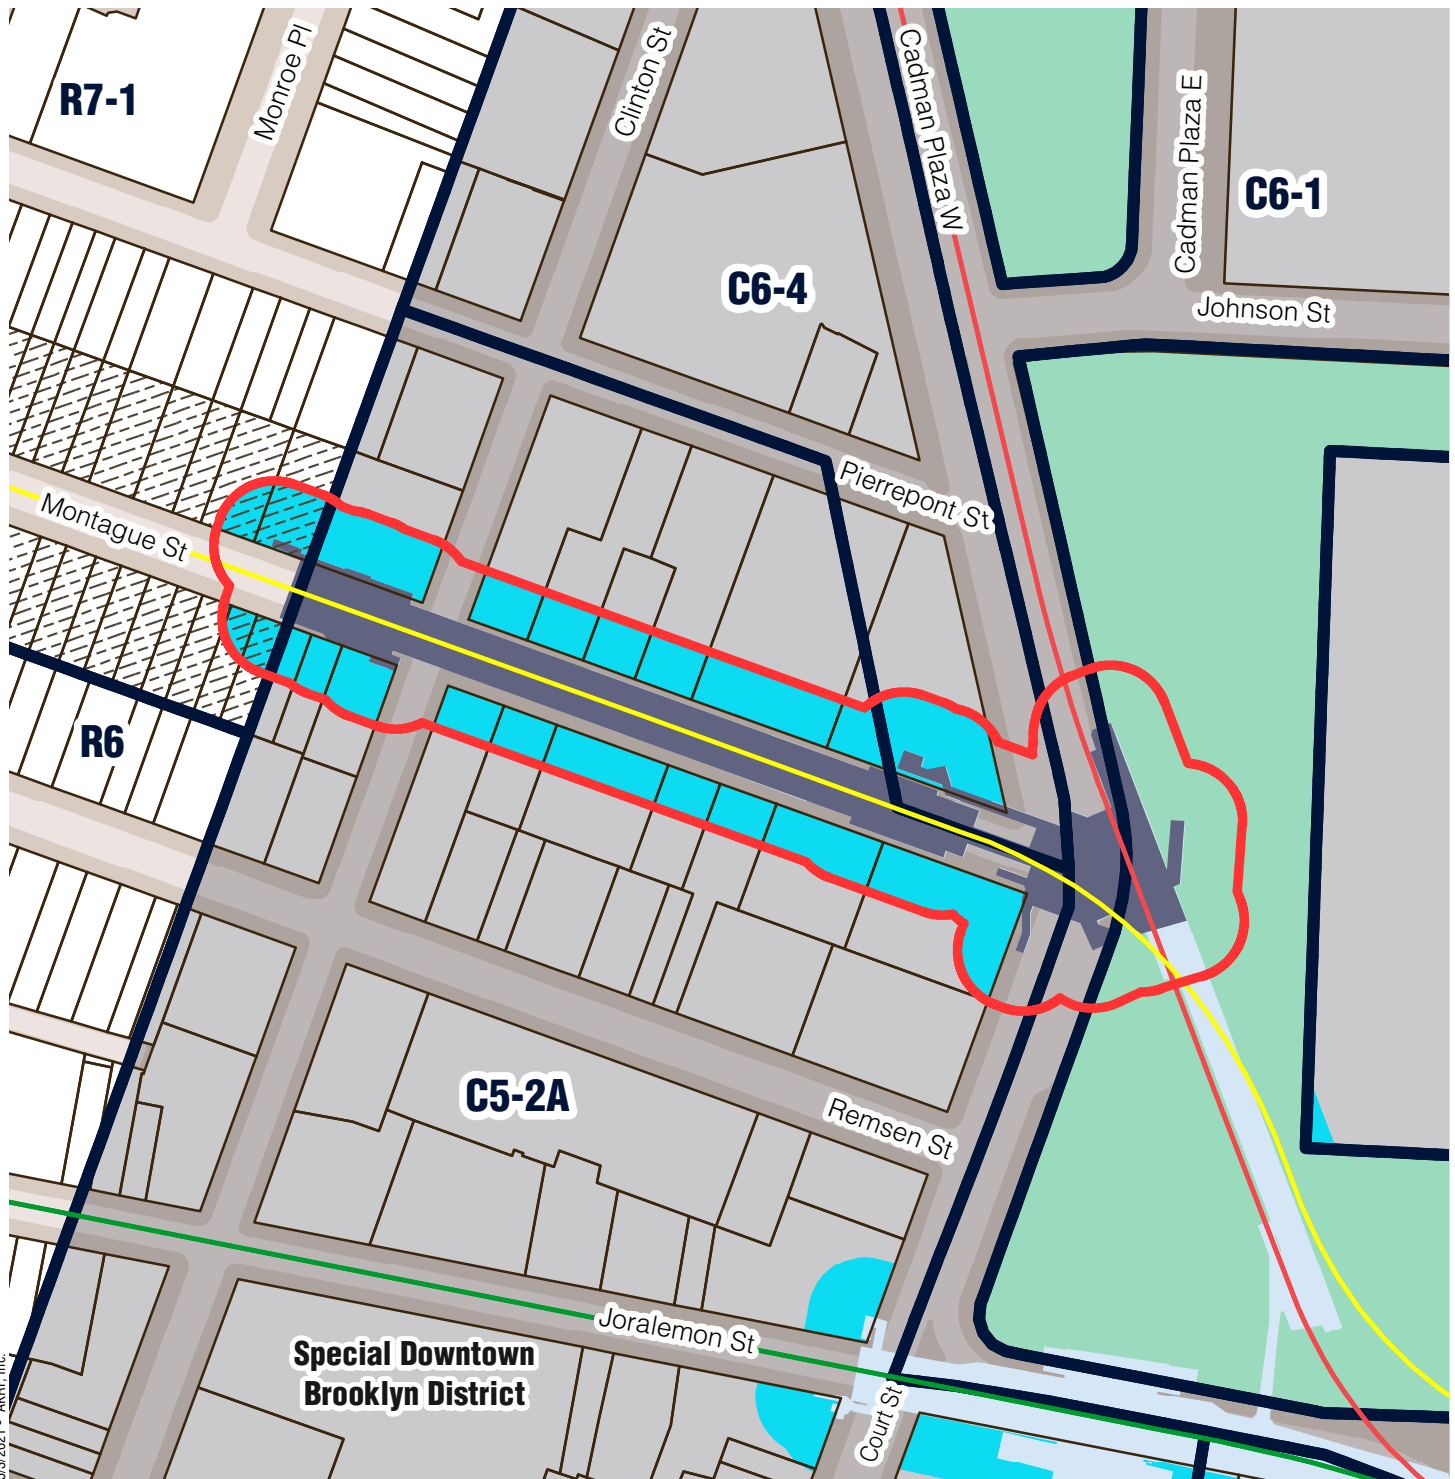 Monroe Pl
Clinton St
Cadman Plaza W
Cadman Plaza E
R7-1
C6-1
C6-4
Johnson St
Pierrepont St
Montague St
R6
C5-2A
Remsen St
Joralemon St
Special Downtown
Brooklyn District
Court St